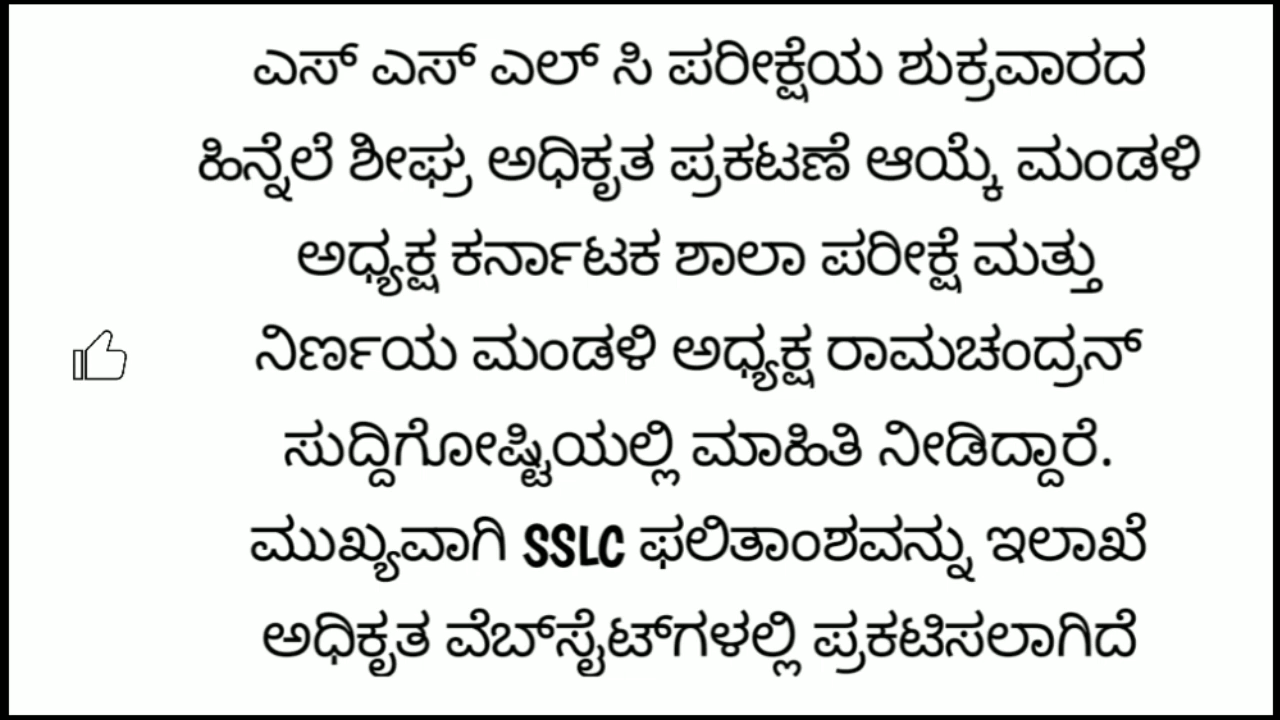 ಎಸ್ ಎಸ್ ಎಲ್ ಸಿ ಪರೀಕ್ಷೆಯ ಶುಕ್ರವಾರದ
ಹಿನ್ನೆಲೆ ಶೀಘ್ರ ಅಧಿಕೃತ ಪ್ರಕಟಣೆ ಆಯ್ಕೆ ಮಂಡಳಿ
ಅಧ್ಯಕ್ಷ ಕರ್ನಾಟಕ ಶಾಲಾ ಪರೀಕ್ಷೆ ಮತ್ತು
ನಿರ್ಣಯ ಮಂಡಳಿ ಅಧ್ಯಕ್ಷ ರಾಮಚಂದ್ರನ್
ಸುದ್ದಿಗೋಷ್ಟಿಯಲ್ಲಿ ಮಾಹಿತಿ ನೀಡಿದ್ದಾರೆ.
ಮುಖ್ಯವಾಗಿ SSLC ಫಲಿತಾಂಶವನ್ನು ಇಲಾಖೆ
ಅಧಿಕೃತ ವೆಬ್‌ಸೈಟ್‌ಗಳಲ್ಲಿ ಪ್ರಕಟಿಸಲಾಗಿದೆ